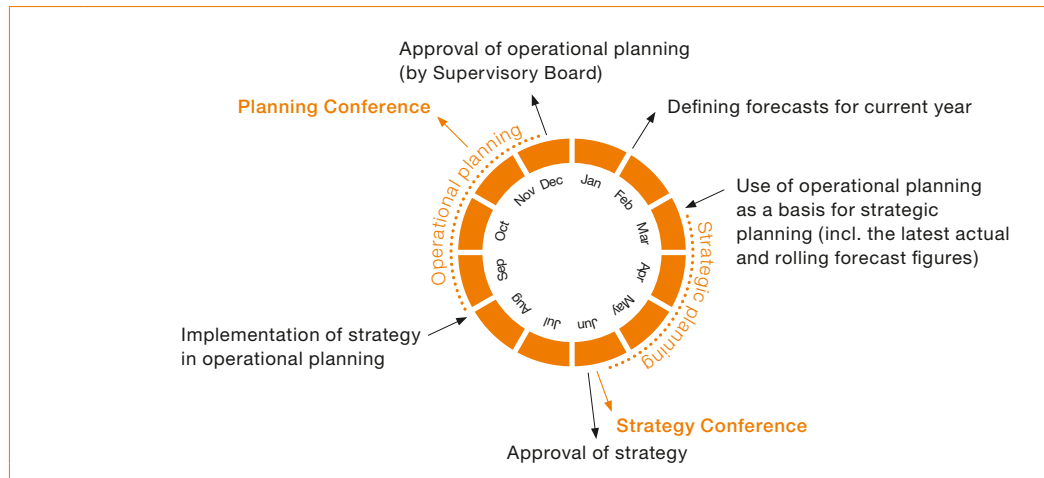 Approval of operational planning
(by Supervisory Board)
Planning Conference
Defining forecasts for current year
Operational planning
Jan
Feb
Mar
Apr
May
Jun
Jul
Aug
Sep
Oct
Nov
Dec
Strategic planning
Use of operational planning
as a basis for strategic
planning (incl. the latest actual
and rolling forecast figures)
Implementation of strategy
in operational planning
Strategy Conference
Approval of strategy